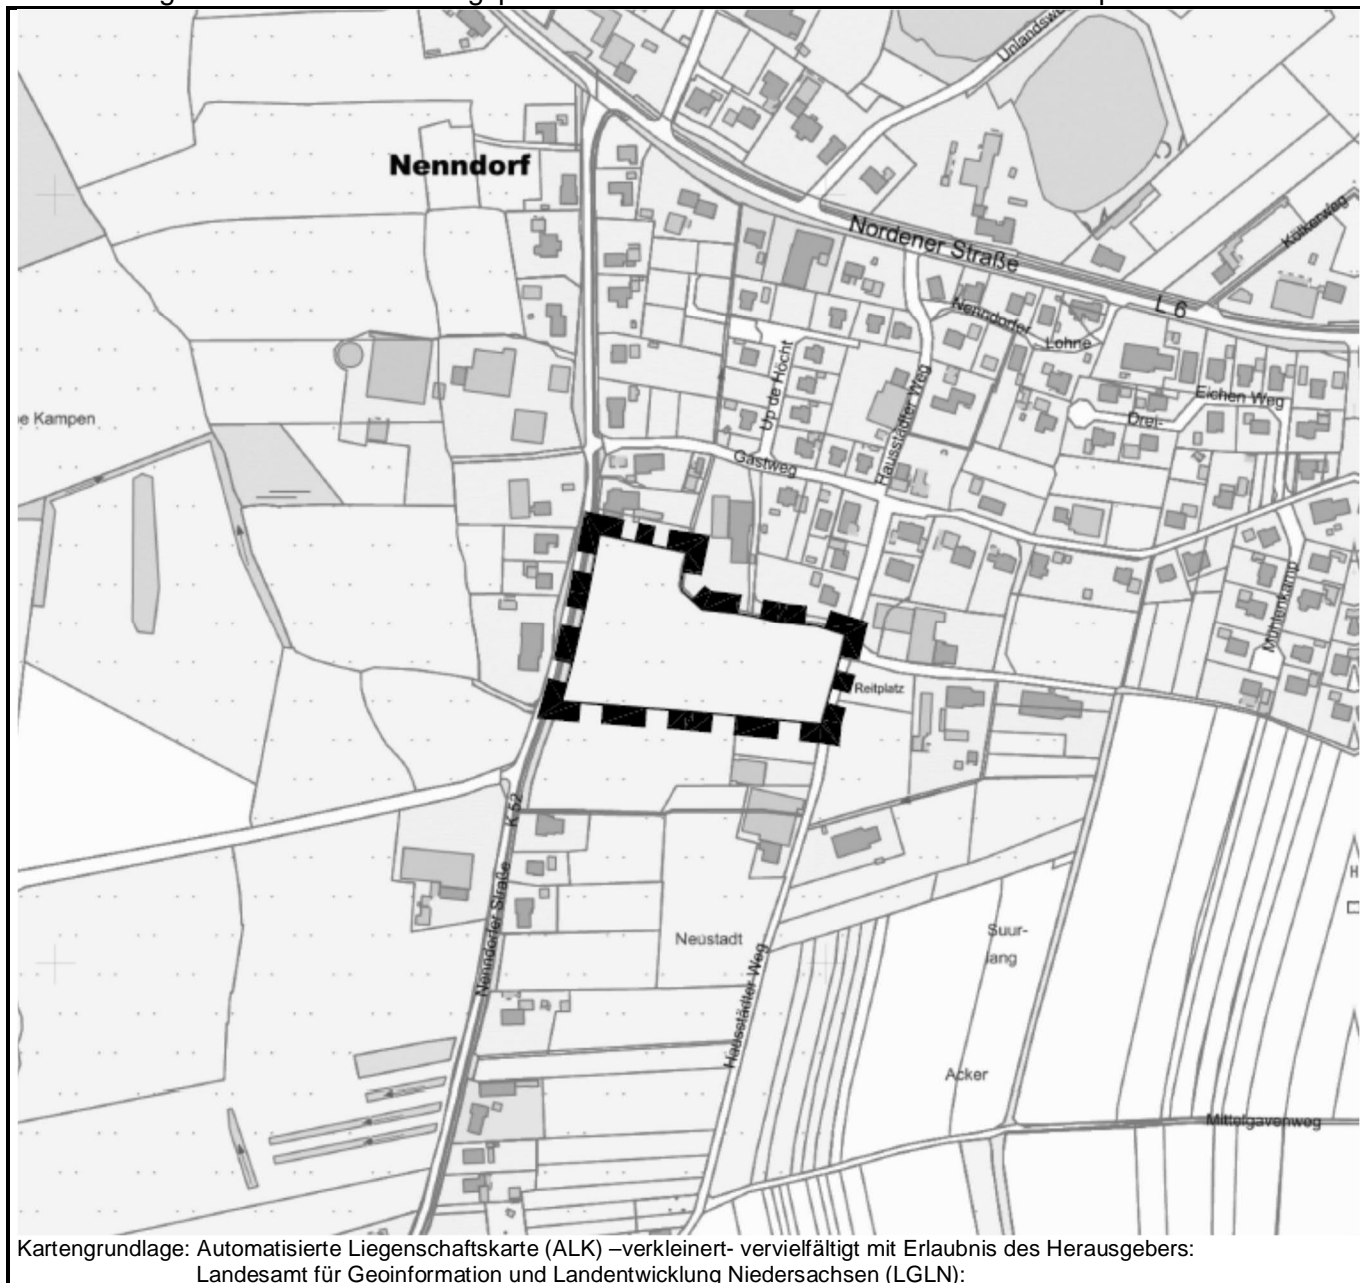 Unlandswe
Nenndorf
Nordener Straße
Kolkerweg
L 6
Nenndorfer
Lohne
Up de Höcht
Eichen Weg
Drei-
e Kampen
Hausstädter Weg
Gastweg
Mühlenkamp
Reitplatz
K 52
Nenndorfer Straße
Neustadt
Suur-
lang
Hausstädter Weg
Acker
Mittelgavenweg
Kartengrundlage: Automatisierte Liegenschaftskarte (ALK) –verkleinert- vervielfältigt mit Erlaubnis des Herausgebers:
Landesamt für Geoinformation und Landentwicklung Niedersachsen (LGLN):